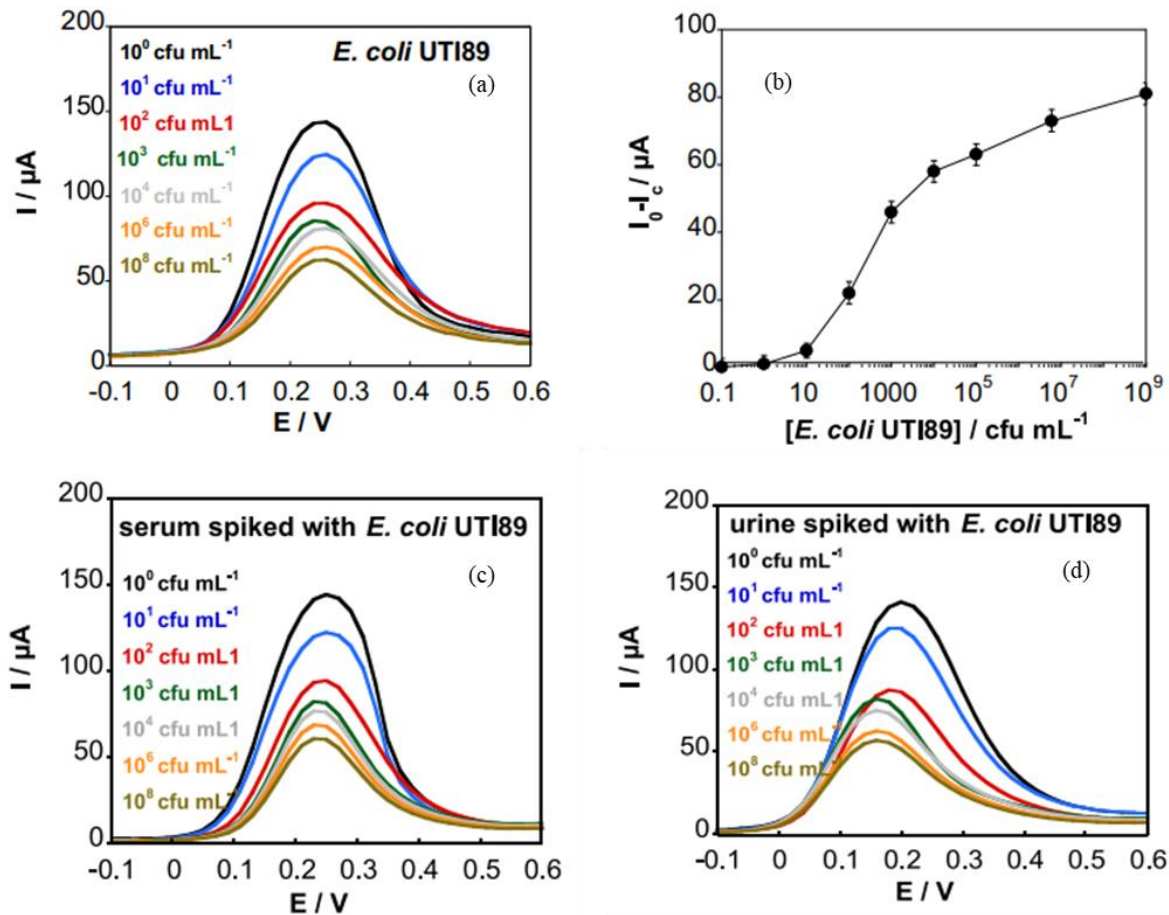 200
150
100
50
0
I / µA
10⁰ cfu mL⁻¹
10¹ cfu mL⁻¹
10² cfu mL1
10³ cfu mL⁻¹
10⁴ cfu mL⁻¹
10⁶ cfu mL⁻¹
10⁸ cfu mL⁻¹
E. coli UTI89
(a)
-0.1 0 0.1 0.2 0.3 0.4 0.5 0.6
E / V
100
80
60
40
20
0
I₀-I_c / µA
(b)
0.1 10 1000 10⁵ 10⁷ 10⁹
[E. coli UTI89] / cfu mL⁻¹
200
150
100
50
0
I / µA
serum spiked with E. coli UTI89
10⁰ cfu mL⁻¹
10¹ cfu mL⁻¹
10² cfu mL1
10³ cfu mL1
10⁴ cfu mL1
10⁶ cfu mL⁻¹
10⁸ cfu mL⁻
(c)
-0.1 0 0.1 0.2 0.3 0.4 0.5 0.6
E / V
200
150
100
50
0
I / µA
urine spiked with E. coli UTI89
10⁰ cfu mL⁻¹
10¹ cfu mL⁻¹
10² cfu mL1
10³ cfu mL1
10⁴ cfu mL1
10⁶ cfu mL⁻¹
10⁸ cfu mL⁻¹
(d)
-0.1 0 0.1 0.2 0.3 0.4 0.5 0.6
E / V